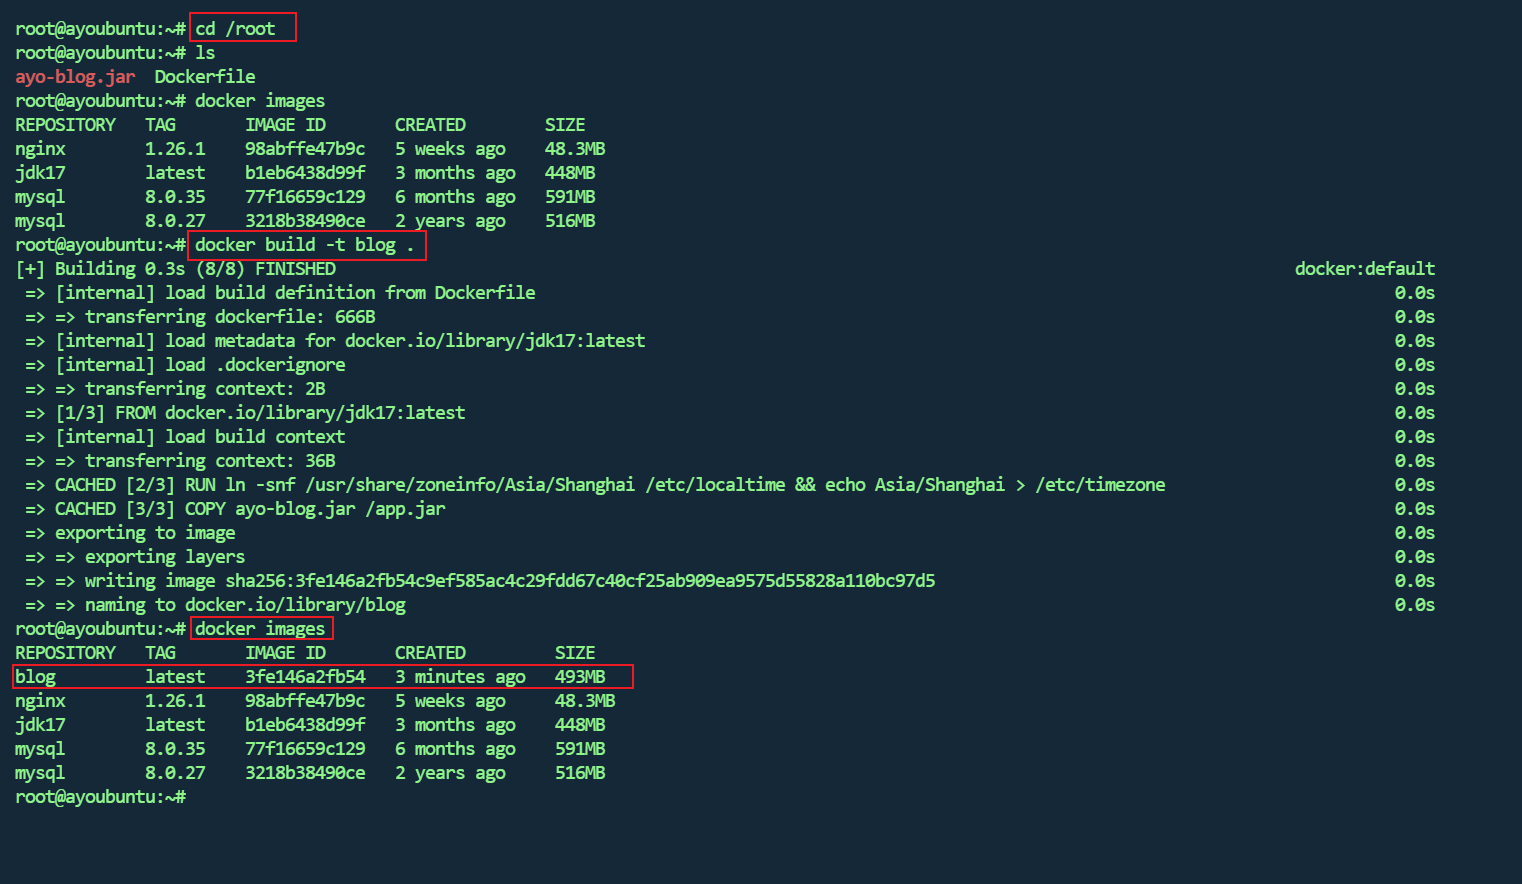 root@ayoubuntu:~# cd /root
root@ayoubuntu:~# ls
ayo-blog.jar  Dockerfile
root@ayoubuntu:~# docker images
REPOSITORY   TAG       IMAGE ID       CREATED        SIZE
nginx        1.26.1    98abffe47b9c   5 weeks ago    48.3MB
jdk17        latest    b1eb6438d99f   3 months ago   448MB
mysql        8.0.35    77f16659c129   6 months ago   591MB
mysql        8.0.27    3218b38490ce   2 years ago    516MB
root@ayoubuntu:~# docker build -t blog .
[+] Building 0.3s (8/8) FINISHED docker:default
 => [internal] load build definition from Dockerfile 0.0s
 => => transferring dockerfile: 666B 0.0s
 => [internal] load metadata for docker.io/library/jdk17:latest 0.0s
 => [internal] load .dockerignore 0.0s
 => => transferring context: 2B 0.0s
 => [1/3] FROM docker.io/library/jdk17:latest 0.0s
 => [internal] load build context 0.0s
 => => transferring context: 36B 0.0s
 => CACHED [2/3] RUN ln -snf /usr/share/zoneinfo/Asia/Shanghai /etc/localtime && echo Asia/Shanghai > /etc/timezone 0.0s
 => CACHED [3/3] COPY ayo-blog.jar /app.jar 0.0s
 => exporting to image 0.0s
 => => exporting layers 0.0s
 => => writing image sha256:3fe146a2fb54c9ef585ac4c29fdd67c40cf25ab909ea9575d55828a110bc97d5 0.0s
 => => naming to docker.io/library/blog 0.0s
root@ayoubuntu:~# docker images
REPOSITORY   TAG       IMAGE ID       CREATED         SIZE
blog         latest    3fe146a2fb54   3 minutes ago   493MB
nginx        1.26.1    98abffe47b9c   5 weeks ago     48.3MB
jdk17        latest    b1eb6438d99f   3 months ago    448MB
mysql        8.0.35    77f16659c129   6 months ago    591MB
mysql        8.0.27    3218b38490ce   2 years ago     516MB
root@ayoubuntu:~#